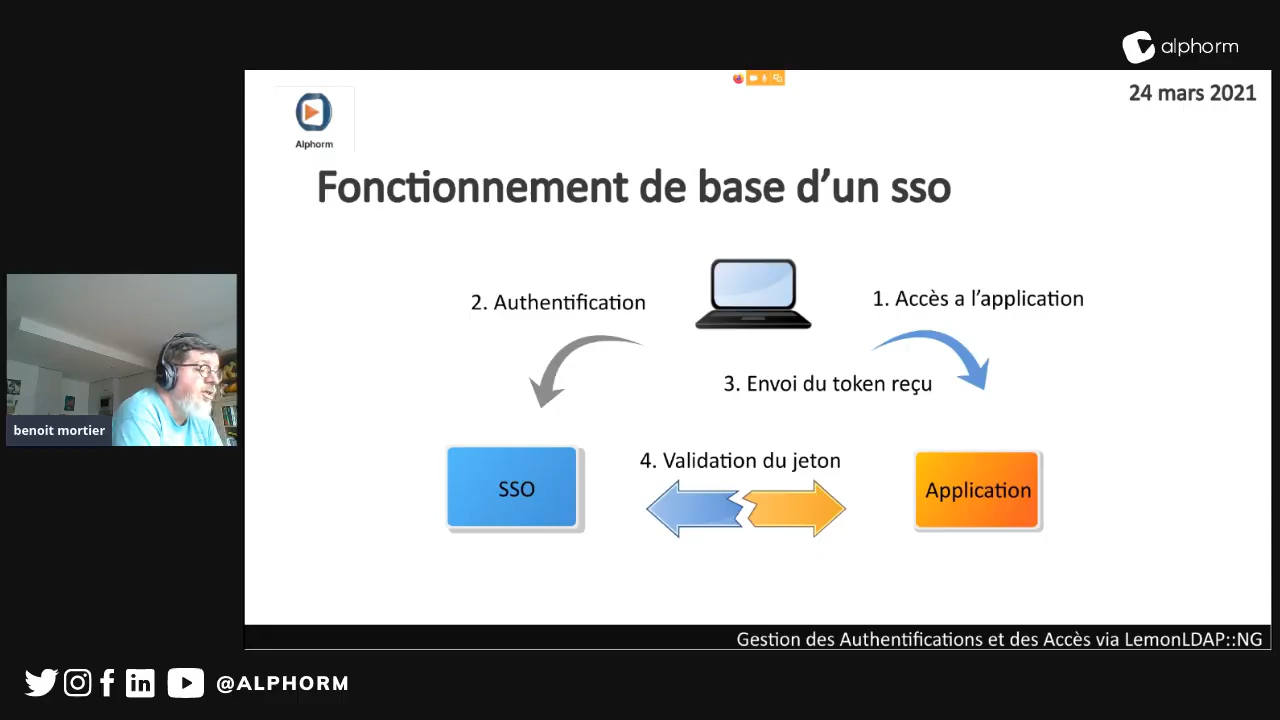 alphorm
24 mars 2021
Alphorm
Fonctionnement de base d’un sso
2. Authentification
1. Accès a l’application
3. Envoi du token reçu
benoit mortier
4. Validation du jeton
SSO
Application
Gestion des Authentifications et des Accès via LemonLDAP::NG
@ALPHORM